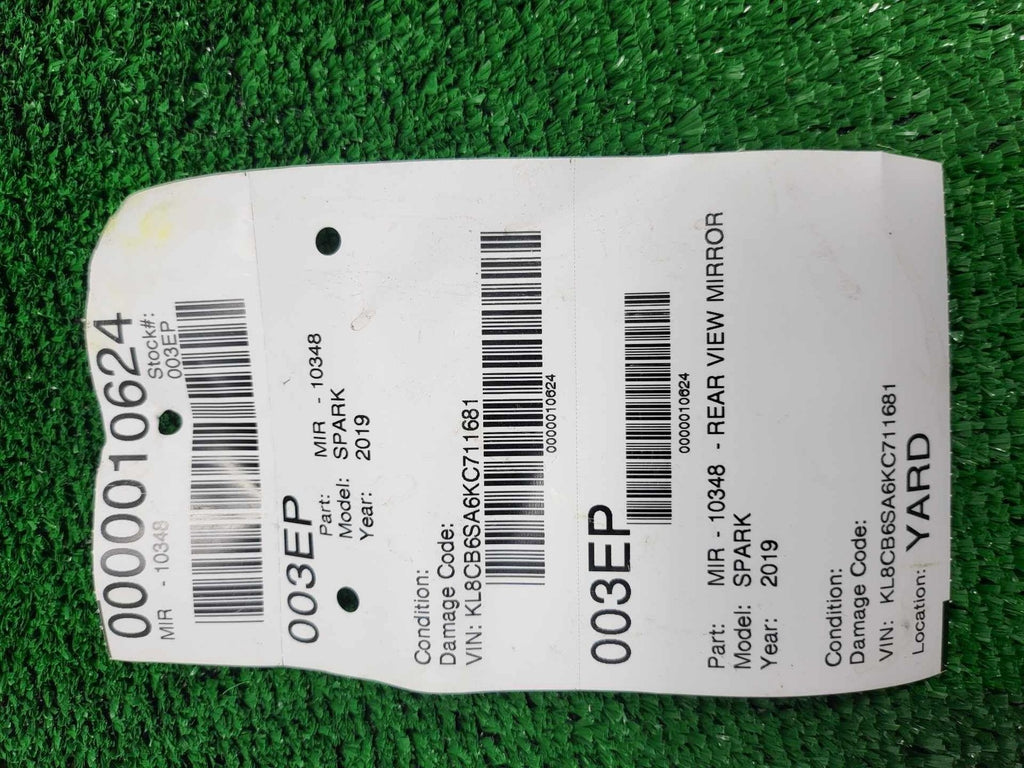 0000010624
MIR - 10348
Stock#:
003EP
003EP
Part: MIR - 10348
Model: SPARK
Year: 2019
Condition:
Damage Code:
VIN: KL8CB6SA6KC711681
0000010624
003EP
0000010624
Part: MIR - 10348 - REAR VIEW MIRROR
Model: SPARK
Year: 2019
Condition:
Damage Code:
VIN: KL8CB6SA6KC711681
Location: YARD